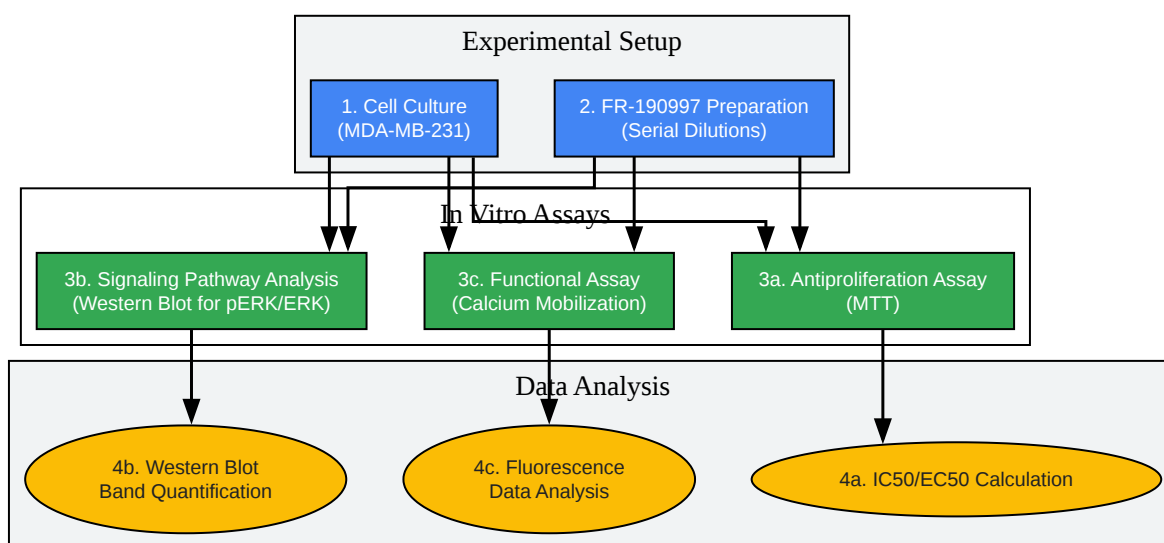 Experimental Setup
1. Cell Culture
(MDA-MB-231)
2. FR-190997 Preparation
(Serial Dilutions)
In Vitro Assays
3b. Signaling Pathway Analysis
(Western Blot for pERK/ERK)
3c. Functional Assay
(Calcium Mobilization)
3a. Antiproliferation Assay
(MTT)
Data Analysis
4b. Western Blot
Band Quantification
4c. Fluorescence
Data Analysis
4a. IC50/EC50 Calculation